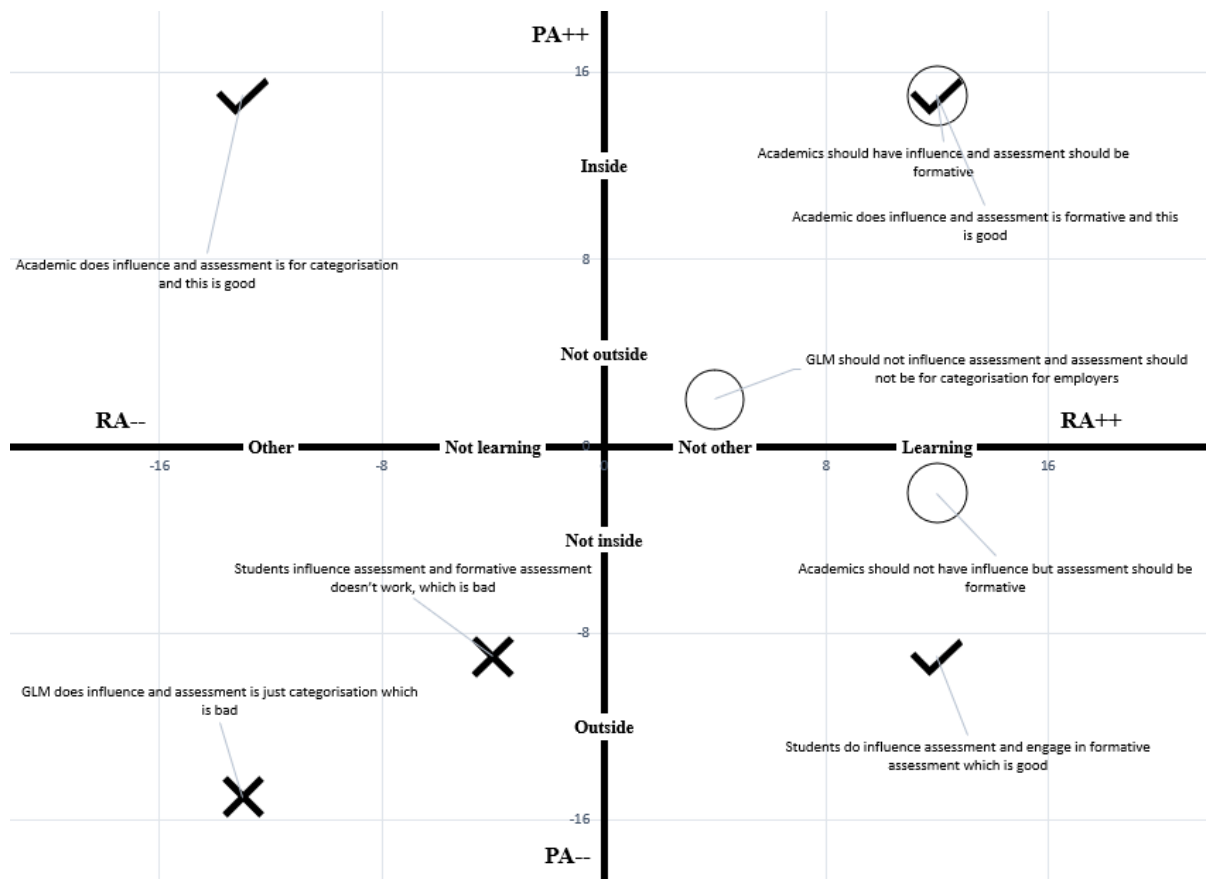 PA++
16
Academics should have influence and assessment should be
formative
Inside
Academic does influence and assessment is formative and this
is good
8
Academic does influence and assessment is for categorisation
and this is good
Not outside
GLM should not influence assessment and assessment should
not be for categorisation for employers
RA--
RA++
0
Other
Not learning
Not other
Learning
-16
-8
0
8
16
Not inside
Students influence assessment and formative assessment
doesn't work, which is bad
Academics should not have influence but assessment should be
formative
-8
GLM does influence and assessment is just categorisation which
is bad
Outside
Students do influence assessment and engage in formative
assessment which is good
-16
PA--